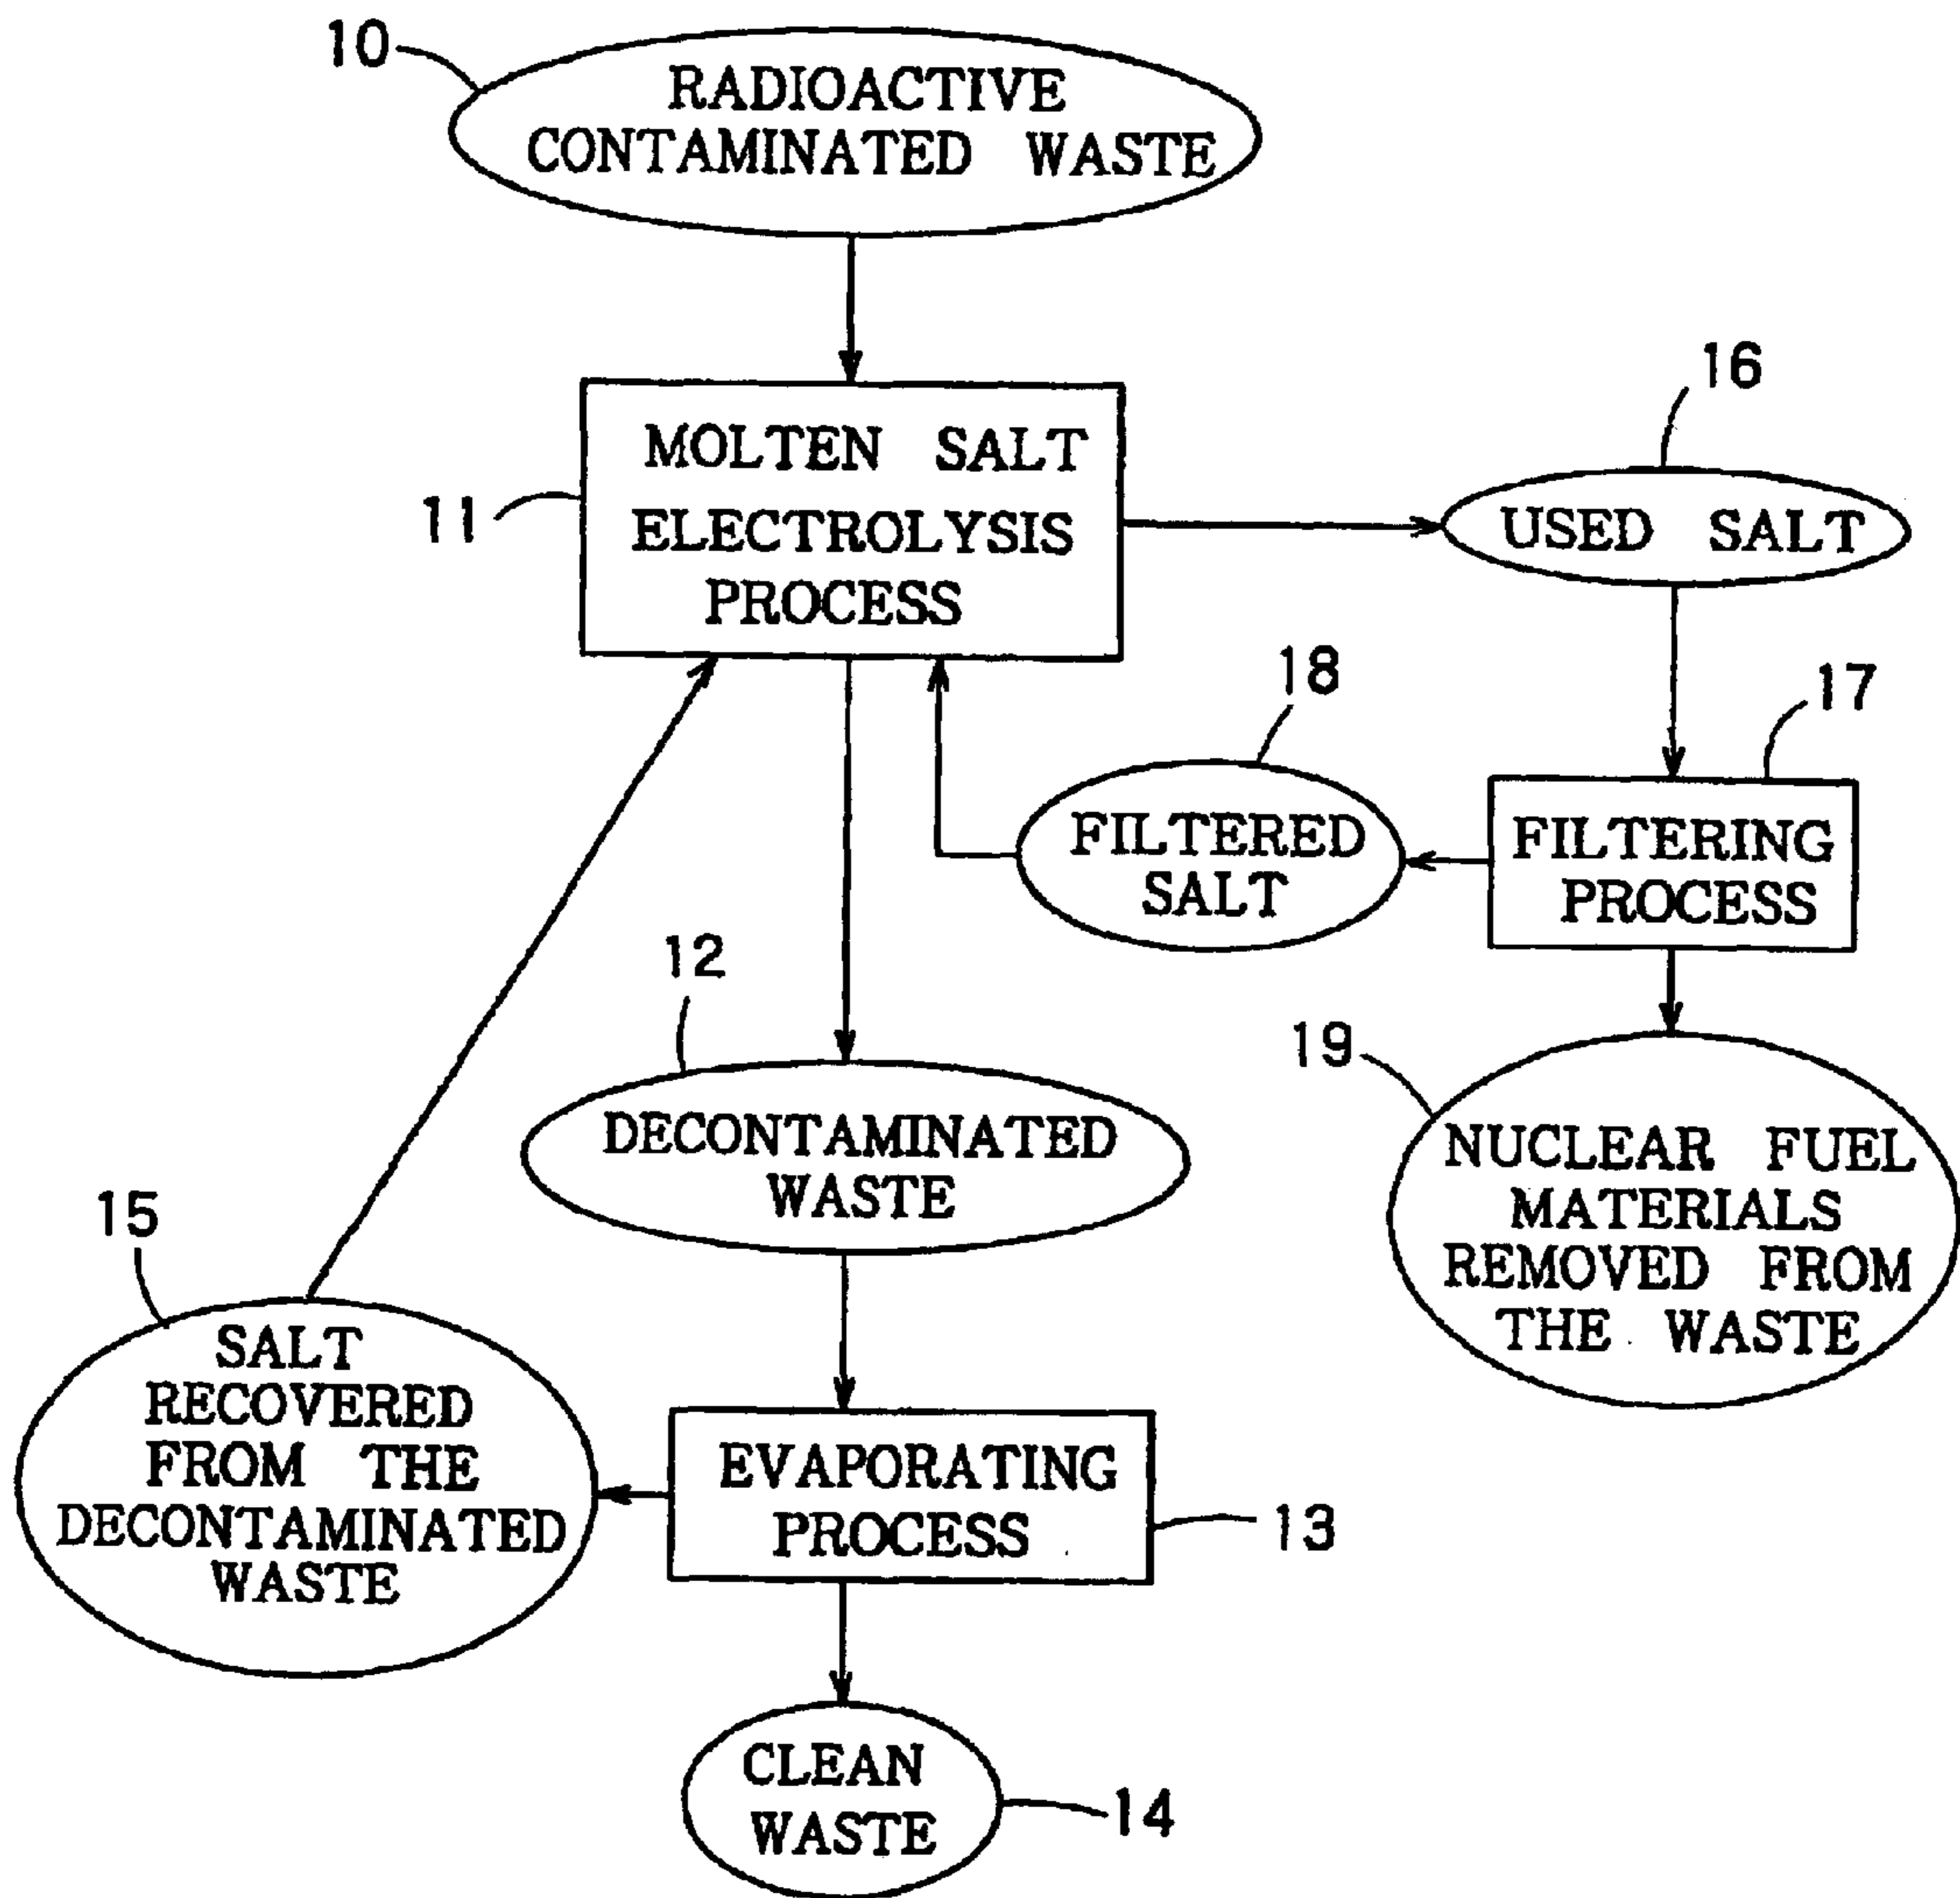 10
RADIOACTIVE
CONTAMINATED WASTE
16
MOLTEN SALT
11
ELECTROLYSIS
PROCESS
USED SALT
18
17
FILTERED
SALT
FILTERING
PROCESS
12
19
DECONTAMINATED
WASTE
NUCLEAR FUEL
MATERIALS
REMOVED FROM
THE WASTE
15
SALT
RECOVERED
FROM THE
DECONTAMINATED
WASTE
EVAPORATING
PROCESS
13
CLEAN
WASTE
14